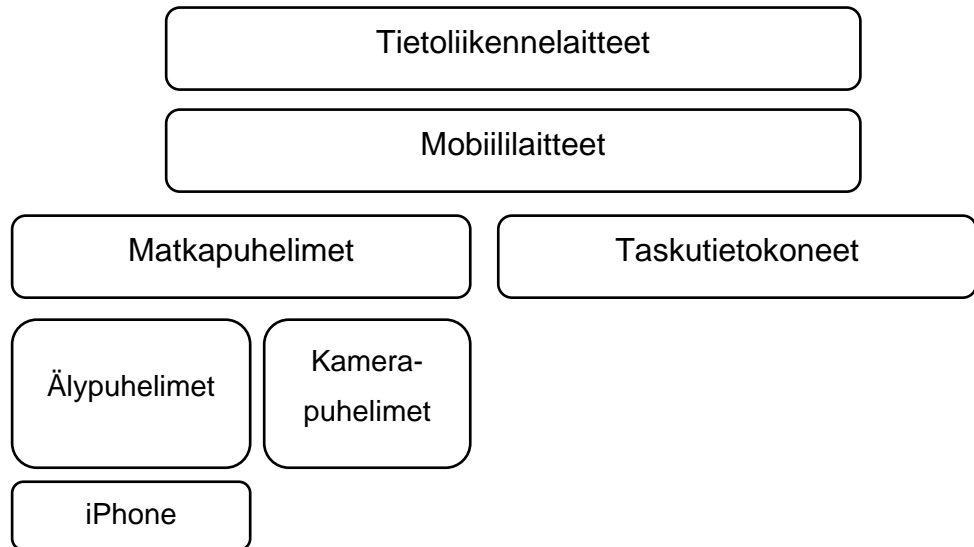 Tietoliikennelaitteet
Mobiililaitteet
Matkapuhelimet
Taskutietokoneet
Älypuhelimet
Kamera-
puhelimet
iPhone